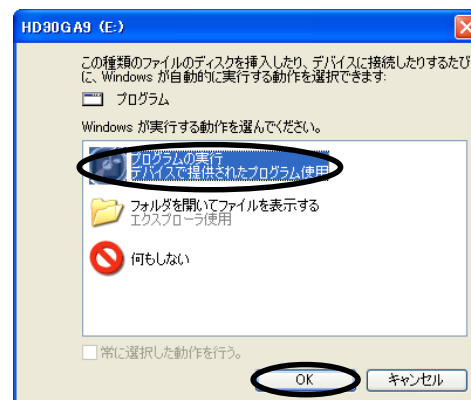 HD30GA9 (E:)
この種類のファイルのディスクを挿入したり、デバイスに接続したりするたび
に、Windows が自動的に実行する動作を選択できます:
プログラム
Windows が実行する動作を選んでください。
プログラムの実行
デバイスで提供されたプログラム使用
フォルダを開いてファイルを表示する
エクスプローラ使用
何もしない
常に選択した動作を行う。
OK
キャンセル